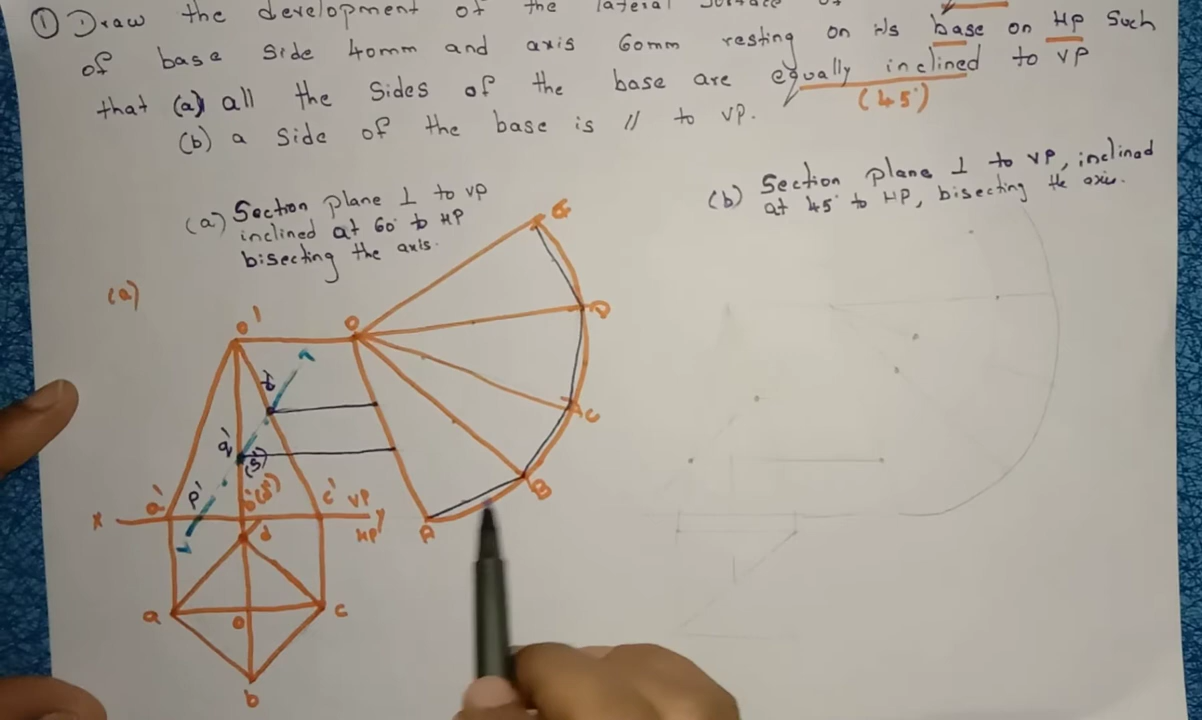 ① Draw the development of the lateral surface of
of base side 40mm and axis 60mm resting on its base on HP such
that (a) all the sides of the base are equally inclined to VP
(45°)
(b) a side of the base is // to VP.
(a) Section plane ⊥ to VP
inclined at 60° to HP
bisecting the axis.
(b) Section plane ⊥ to VP, inclined
at 45° to HP, bisecting the axis.
(a)
o'
O
D
C
B
A
q'
(s')
p'
a'
b'(d')
c'
VP
X
Y
HP
d
a
o
c
b